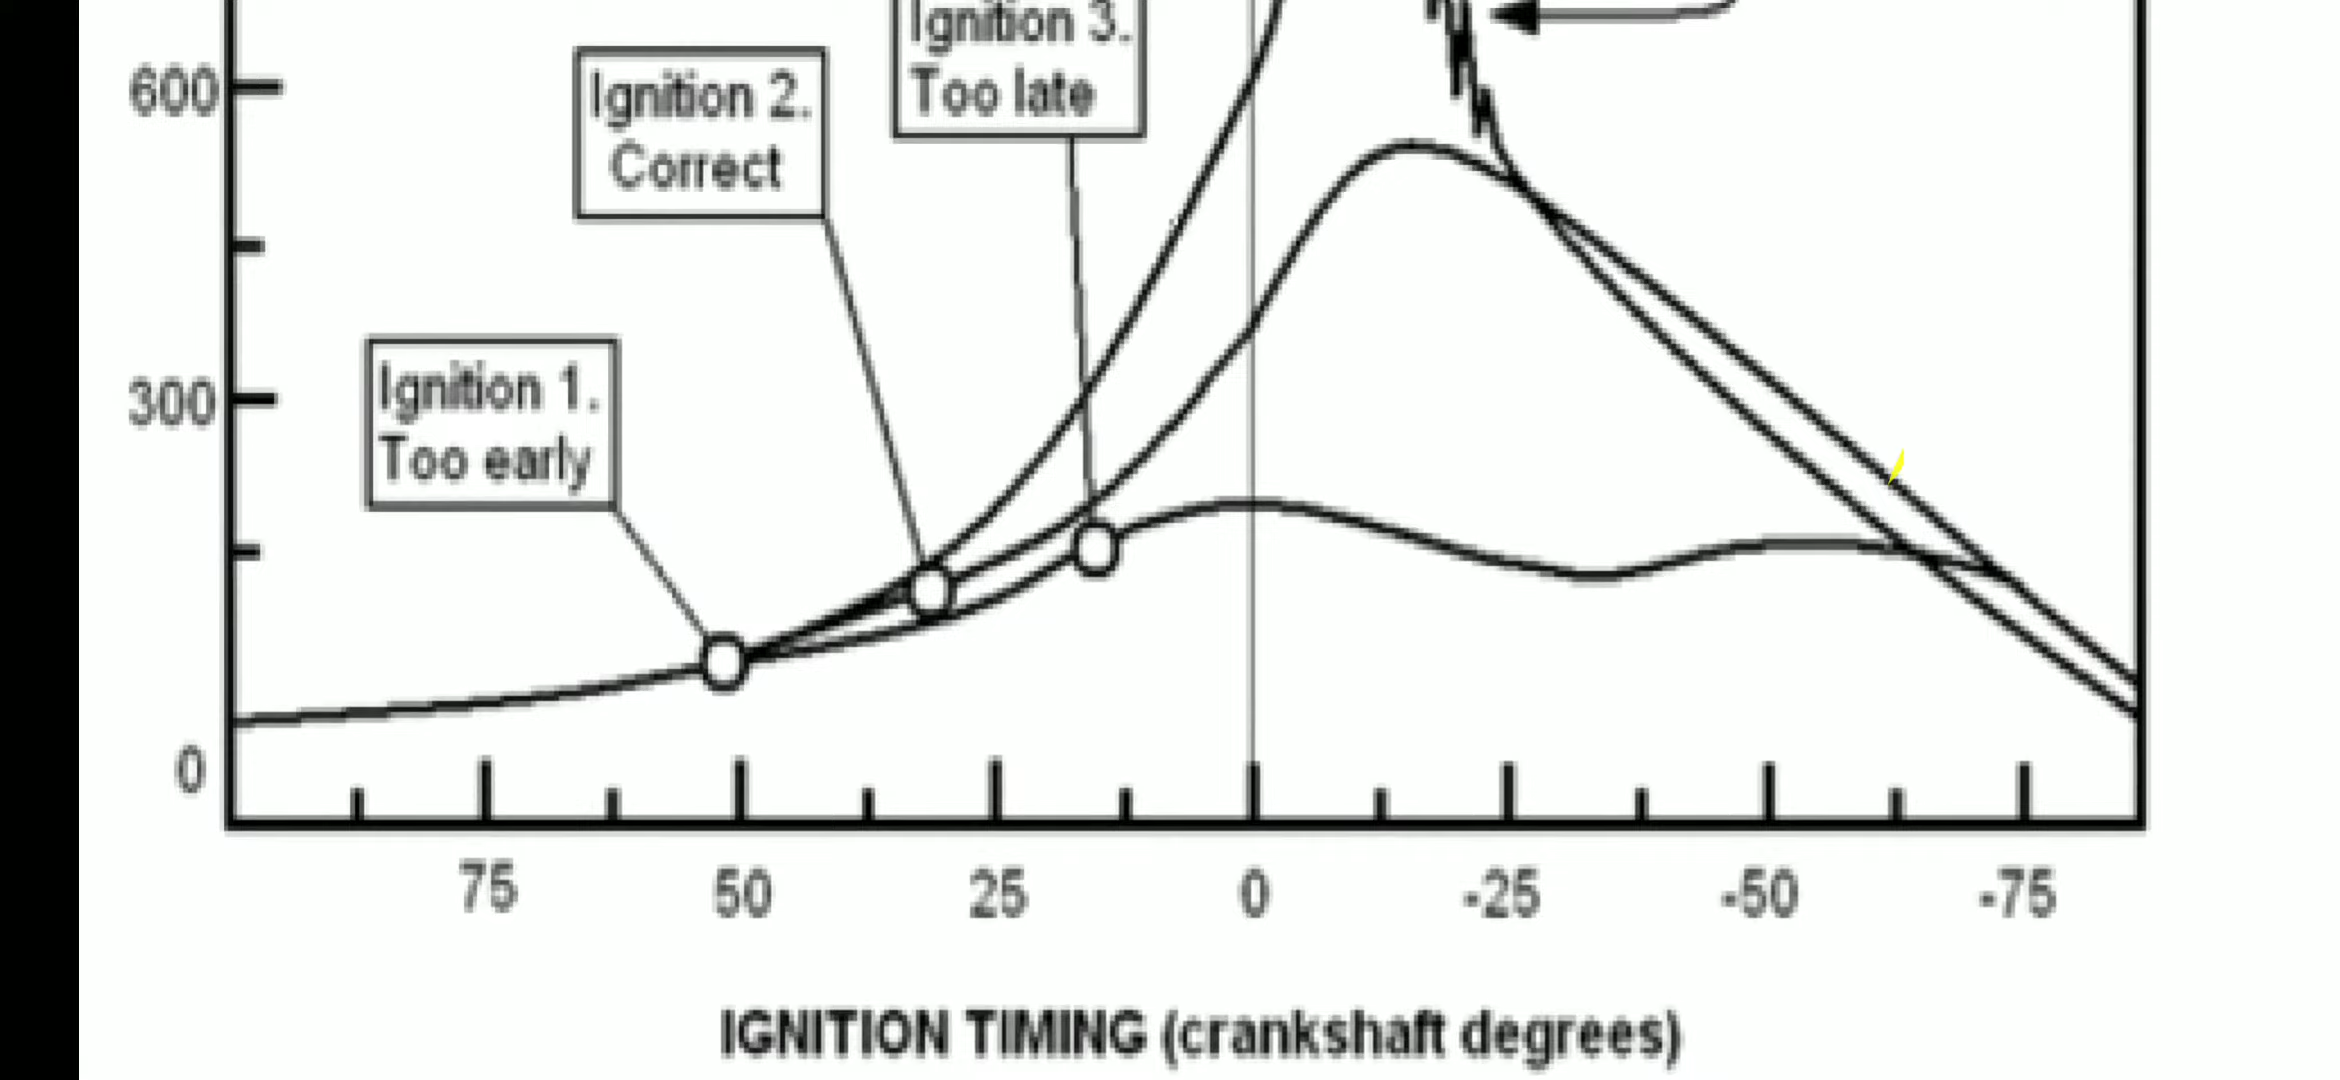 Ignition 3.
Too late
600
Ignition 2.
Correct
300
Ignition 1.
Too early
0
75 50 25 0 -25 -50 -75
IGNITION TIMING (crankshaft degrees)